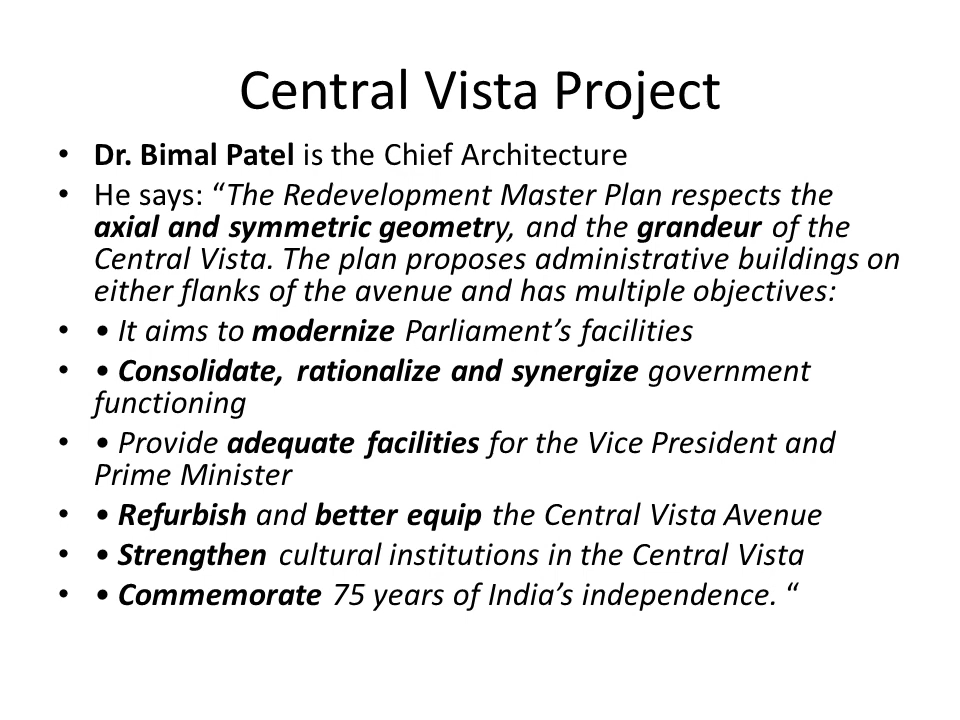 Central Vista Project
• Dr. Bimal Patel is the Chief Architecture
• He says: “The Redevelopment Master Plan respects the
axial and symmetric geometry, and the grandeur of the
Central Vista. The plan proposes administrative buildings on
either flanks of the avenue and has multiple objectives:
• • It aims to modernize Parliament’s facilities
• • Consolidate, rationalize and synergize government
functioning
• • Provide adequate facilities for the Vice President and
Prime Minister
• • Refurbish and better equip the Central Vista Avenue
• • Strengthen cultural institutions in the Central Vista
• • Commemorate 75 years of India’s independence. “